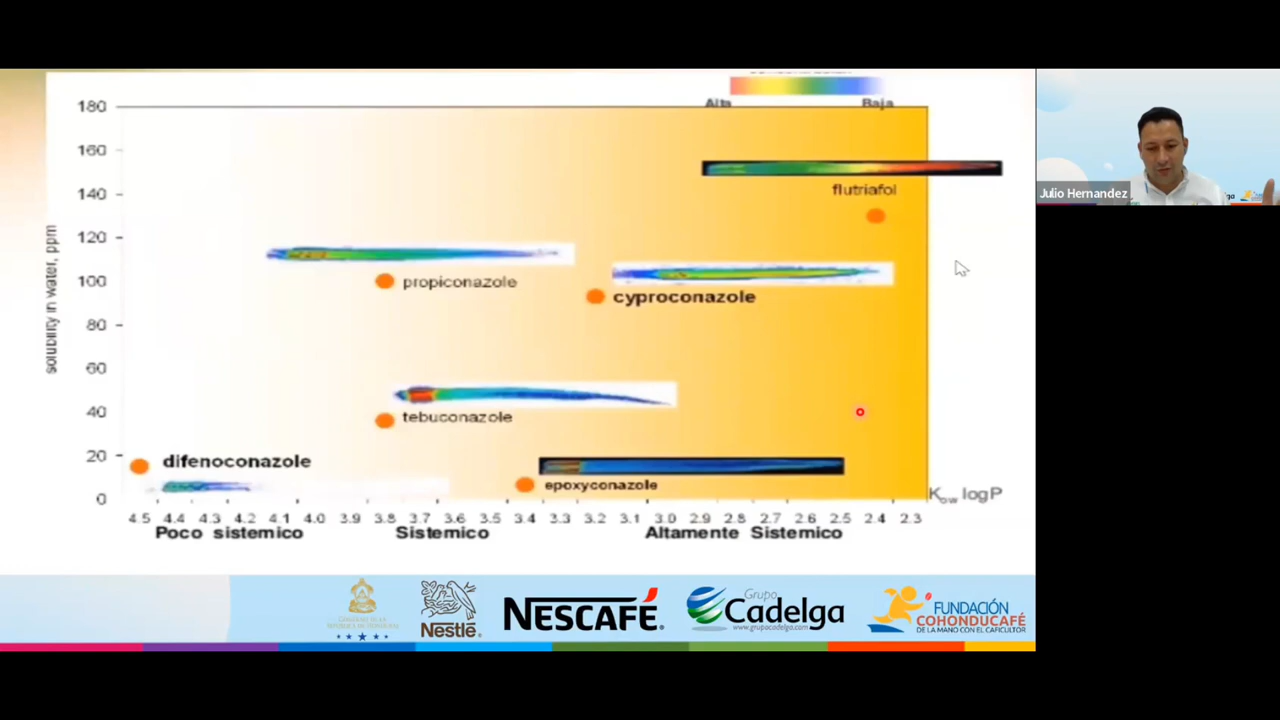 Alta
Baja
180
160
140
120
100
80
60
40
20
0
solubility in water, ppm
flutriafol
propiconazole
cyproconazole
tebuconazole
difenoconazole
epoxyconazole
Kow logP
4.5 4.4 4.3 4.2 4.1 4.0 3.9 3.8 3.7 3.6 3.5 3.4 3.3 3.2 3.1 3.0 2.9 2.8 2.7 2.6 2.5 2.4 2.3
Poco sistemico Sistemico Altamente Sistemico
Nestlé
NESCAFÉ
Grupo
Cadelga
www.grupocadelga.com
FUNDACIÓN
COHONDUCAFÉ
DE LA MANO CON EL CAFICULTOR
Julio Hernandez